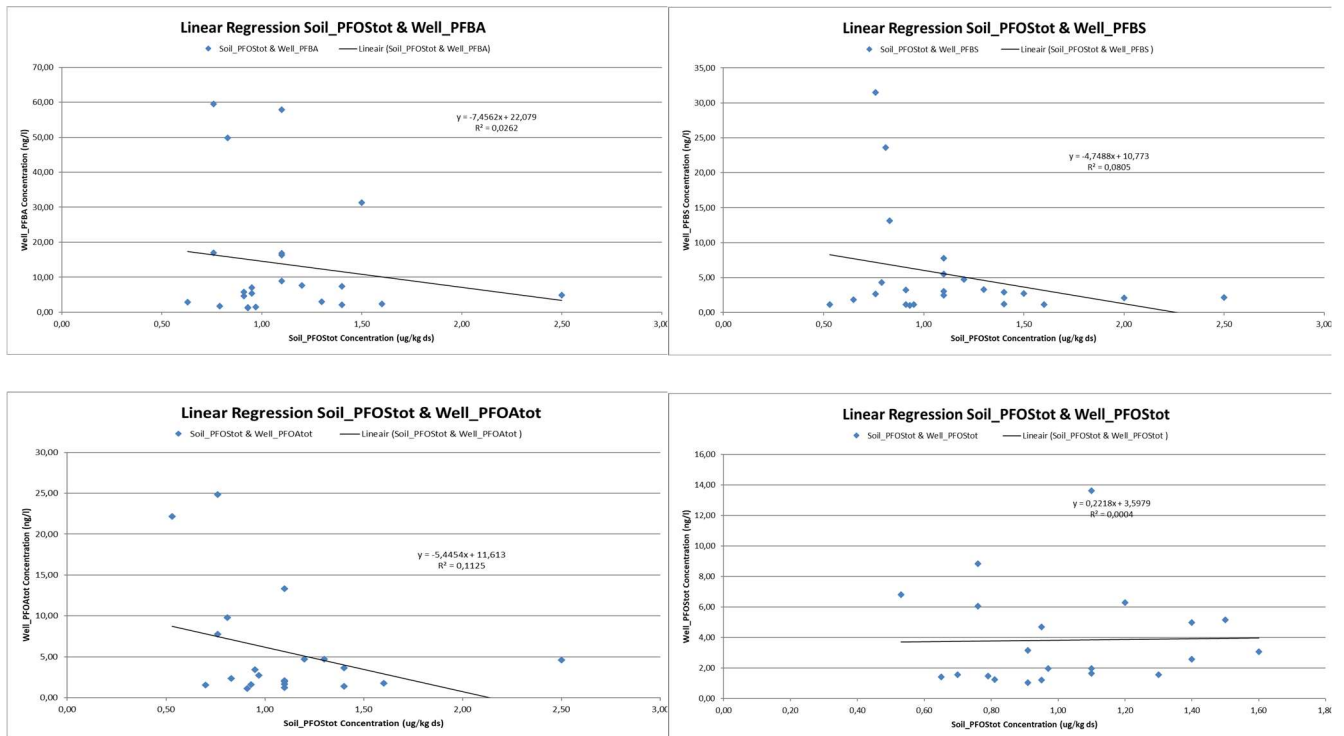 Linear Regression Soil_PFOStot & Well_PFBA
Soil_PFOStot & Well_PFBA
Lineair (Soil_PFOStot & Well_PFBA)
70,00
60,00
50,00
40,00
30,00
20,00
10,00
0,00
Well_PFBA Concentration (ng/l)
y = -7,4562x + 22,079
R² = 0,0262
0,00 0,50 1,00 1,50 2,00 2,50 3,00
Soil_PFOStot Concentration (ug/kg ds)
Linear Regression Soil_PFOStot & Well_PFBS
Soil_PFOStot & Well_PFBS
Lineair (Soil_PFOStot & Well_PFBS )
35,00
30,00
25,00
20,00
15,00
10,00
5,00
0,00
Well_PFBS Concentration (ng/l)
y = -4,7488x + 10,773
R² = 0,0805
0,00 0,50 1,00 1,50 2,00 2,50 3,00
Soil_PFOStot Concentration (ug/kg ds)
Linear Regression Soil_PFOStot & Well_PFOAtot
Soil_PFOStot & Well_PFOAtot
Lineair (Soil_PFOStot & Well_PFOAtot )
30,00
25,00
20,00
15,00
10,00
5,00
0,00
Well_PFOAtot Concentration (ng/l)
y = -5,4454x + 11,613
R² = 0,1125
0,00 0,50 1,00 1,50 2,00 2,50 3,00
Soil_PFOStot Concentration (ug/kg ds)
Linear Regression Soil_PFOStot & Well_PFOStot
Soil_PFOStot & Well_PFOStot
Lineair (Soil_PFOStot & Well_PFOStot )
16,00
14,00
12,00
10,00
8,00
6,00
4,00
2,00
0,00
Well_PFOStot Concentration (ng/l)
y = 0,2218x + 3,5979
R² = 0,0004
0,00 0,20 0,40 0,60 0,80 1,00 1,20 1,40 1,60 1,80
Soil_PFOStot Concentration (ug/kg ds)